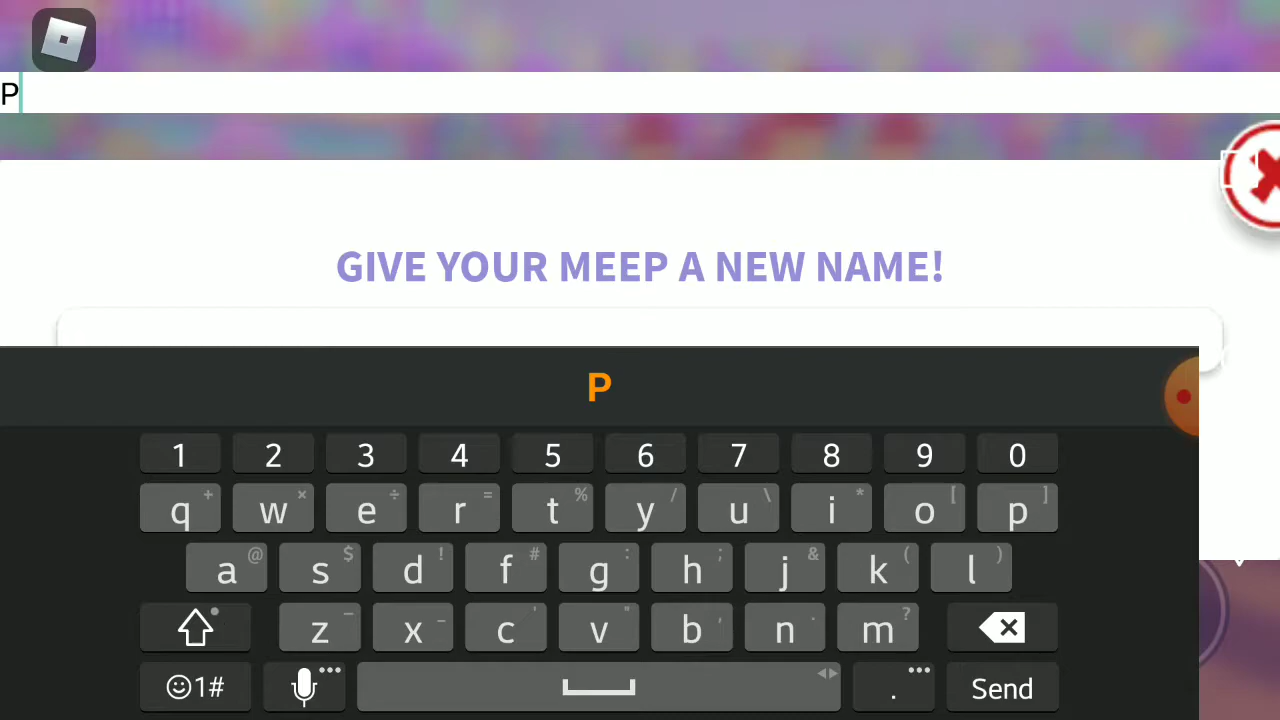 P
GIVE YOUR MEEP A NEW NAME!
P
1 2 3 4 5 6 7 8 9 0
q + w × e ÷ r = t % y / u \ i * o [ p ]
a @ s $ d ! f # g : h ; j & k ( l )
z - x _ c ' v " b , n . m ?
1# ... . ... Send